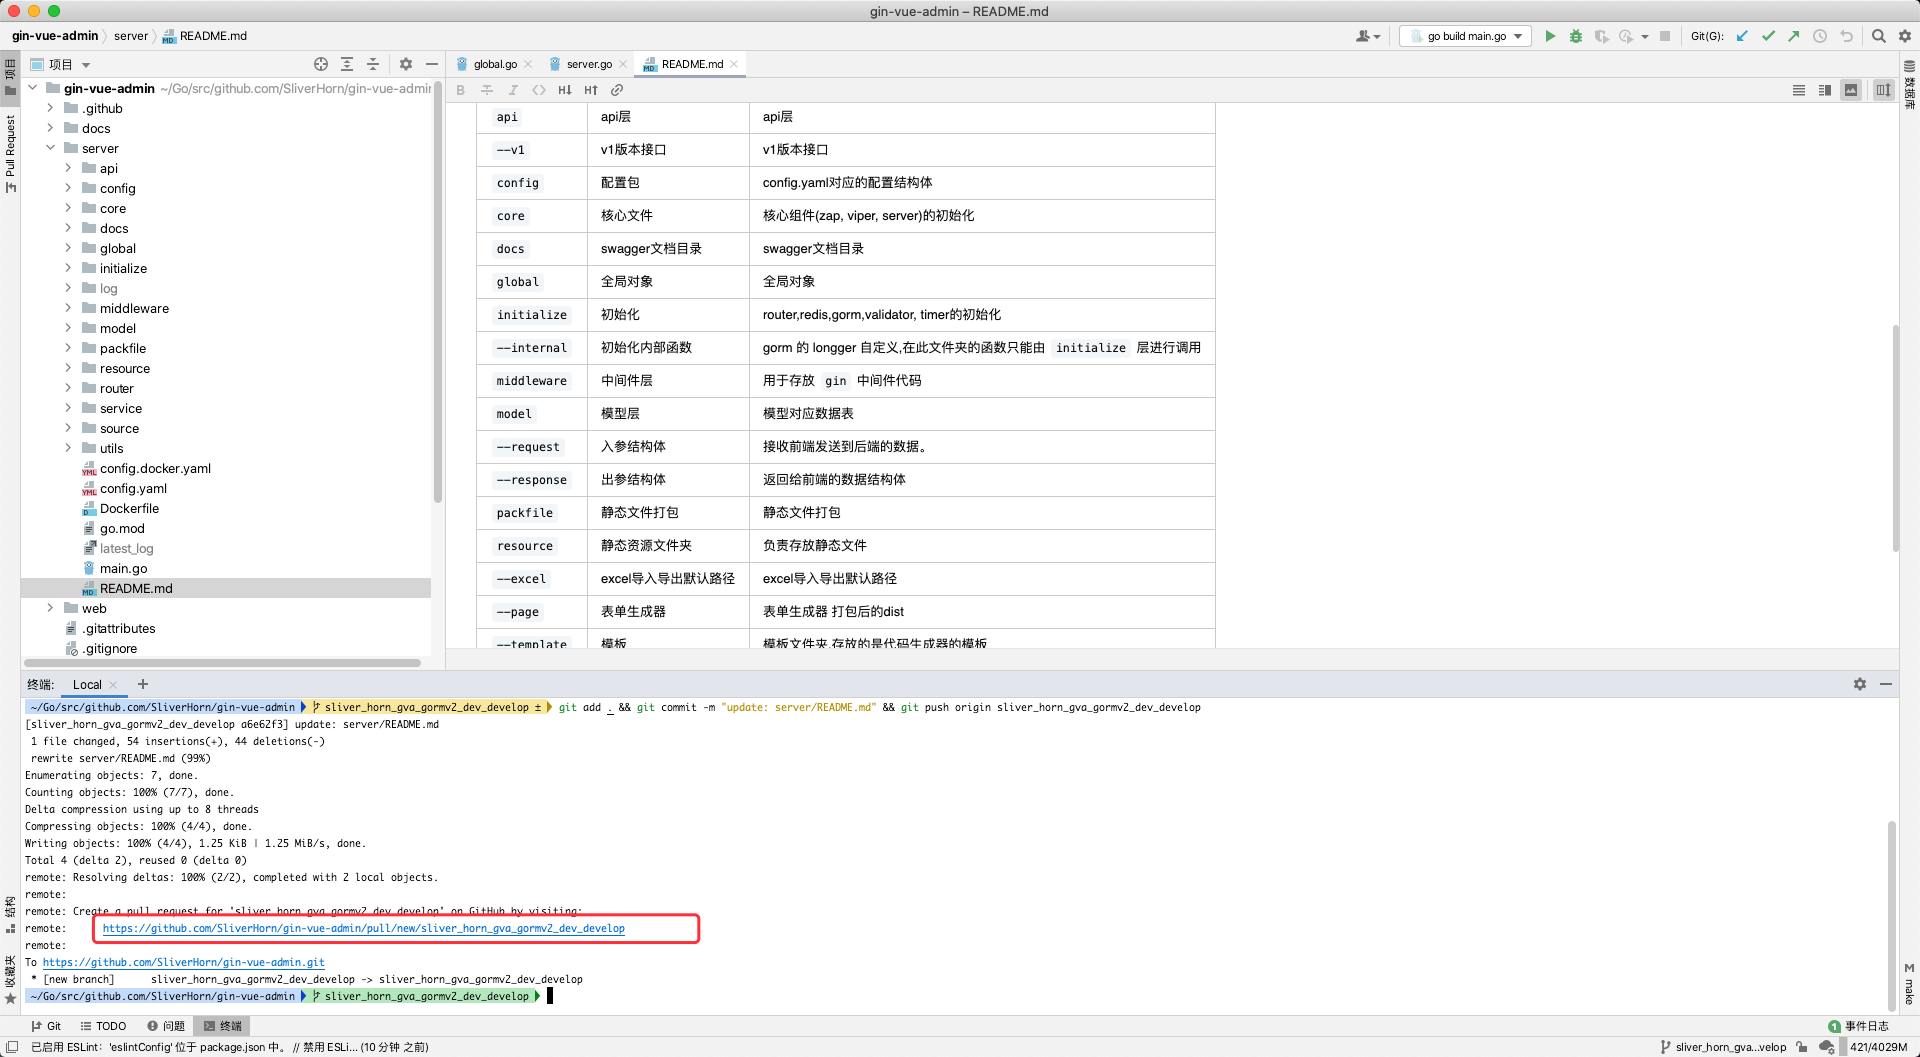 gin-vue-admin – README.md
gin-vue-admin server README.md
go build main.go Git(G):
项目
global.go server.go README.md
项目
Pull Request
结构
收藏夹
数据库
make
gin-vue-admin ~/Go/src/github.com/SliverHorn/gin-vue-admin
.github
docs
server
api
config
core
docs
global
initialize
log
middleware
model
packfile
resource
router
service
source
utils
config.docker.yaml
config.yaml
Dockerfile
go.mod
latest_log
main.go
README.md
web
.gitattributes
.gitignore
api api层 api层
--v1 v1版本接口 v1版本接口
config 配置包 config.yaml对应的配置结构体
core 核心文件 核心组件(zap, viper, server)的初始化
docs swagger文档目录 swagger文档目录
global 全局对象 全局对象
initialize 初始化 router,redis,gorm,validator, timer的初始化
--internal 初始化内部函数 gorm 的 longger 自定义,在此文件夹的函数只能由 initialize 层进行调用
middleware 中间件层 用于存放 gin 中间件代码
model 模型层 模型对应数据表
--request 入参结构体 接收前端发送到后端的数据。
--response 出参结构体 返回给前端的数据结构体
packfile 静态文件打包 静态文件打包
resource 静态资源文件夹 负责存放静态文件
--excel excel导入导出默认路径 excel导入导出默认路径
--page 表单生成器 表单生成器 打包后的dist
--template 模板 模板文件夹,存放的是代码生成器的模板
终端: Local
~/Go/src/github.com/SliverHorn/gin-vue-admin sliver_horn_gva_gormv2_dev_develop ± git add . && git commit -m "update: server/README.md" && git push origin sliver_horn_gva_gormv2_dev_develop
[sliver_horn_gva_gormv2_dev_develop a6e62f3] update: server/README.md
1 file changed, 54 insertions(+), 44 deletions(-)
rewrite server/README.md (99%)
Enumerating objects: 7, done.
Counting objects: 100% (7/7), done.
Delta compression using up to 8 threads
Compressing objects: 100% (4/4), done.
Writing objects: 100% (4/4), 1.25 KiB | 1.25 MiB/s, done.
Total 4 (delta 2), reused 0 (delta 0)
remote: Resolving deltas: 100% (2/2), completed with 2 local objects.
remote:
remote: Create a pull request for 'sliver_horn_gva_gormv2_dev_develop' on GitHub by visiting:
remote: https://github.com/SliverHorn/gin-vue-admin/pull/new/sliver_horn_gva_gormv2_dev_develop
remote:
To https://github.com/SliverHorn/gin-vue-admin.git
* [new branch] sliver_horn_gva_gormv2_dev_develop -> sliver_horn_gva_gormv2_dev_develop
~/Go/src/github.com/SliverHorn/gin-vue-admin sliver_horn_gva_gormv2_dev_develop
Git TODO 问题 终端 1 事件日志
已启用 ESLint：'eslintConfig' 位于 package.json 中。 // 禁用 ESLi... (10 分钟 之前) sliver_horn_gva...velop 421/4029M